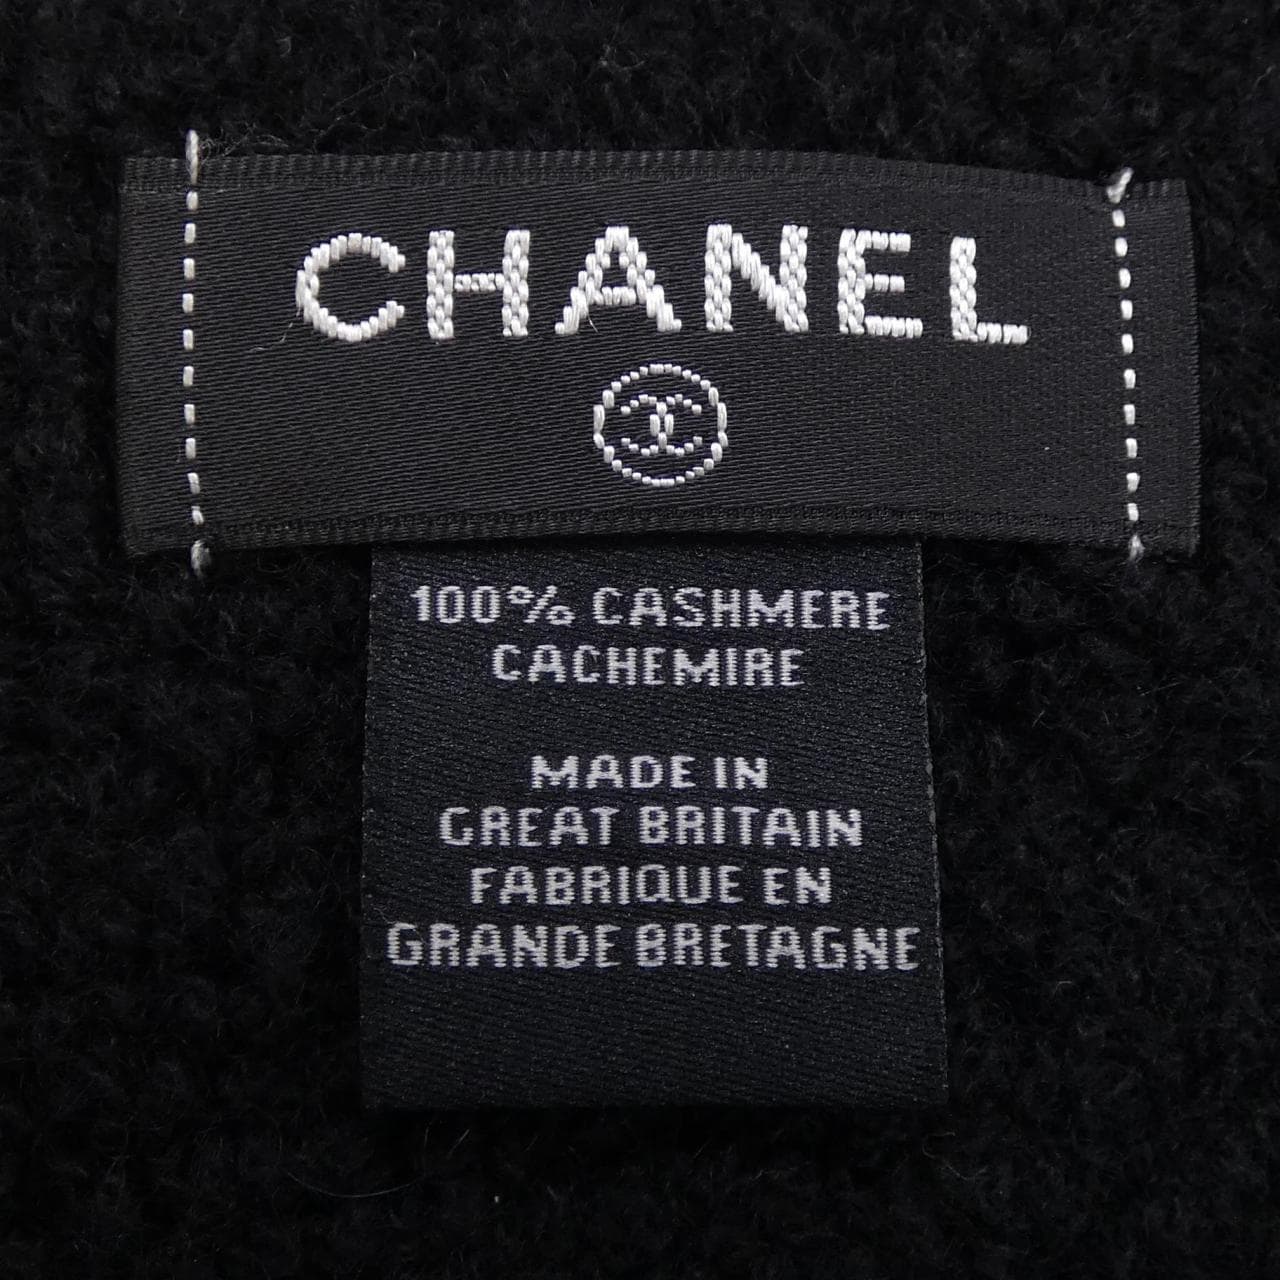 CHANEL
100% CASHMERE
CACHEMIRE
MADE IN
GREAT BRITAIN
FABRIQUE EN
GRANDE BRETAGNE